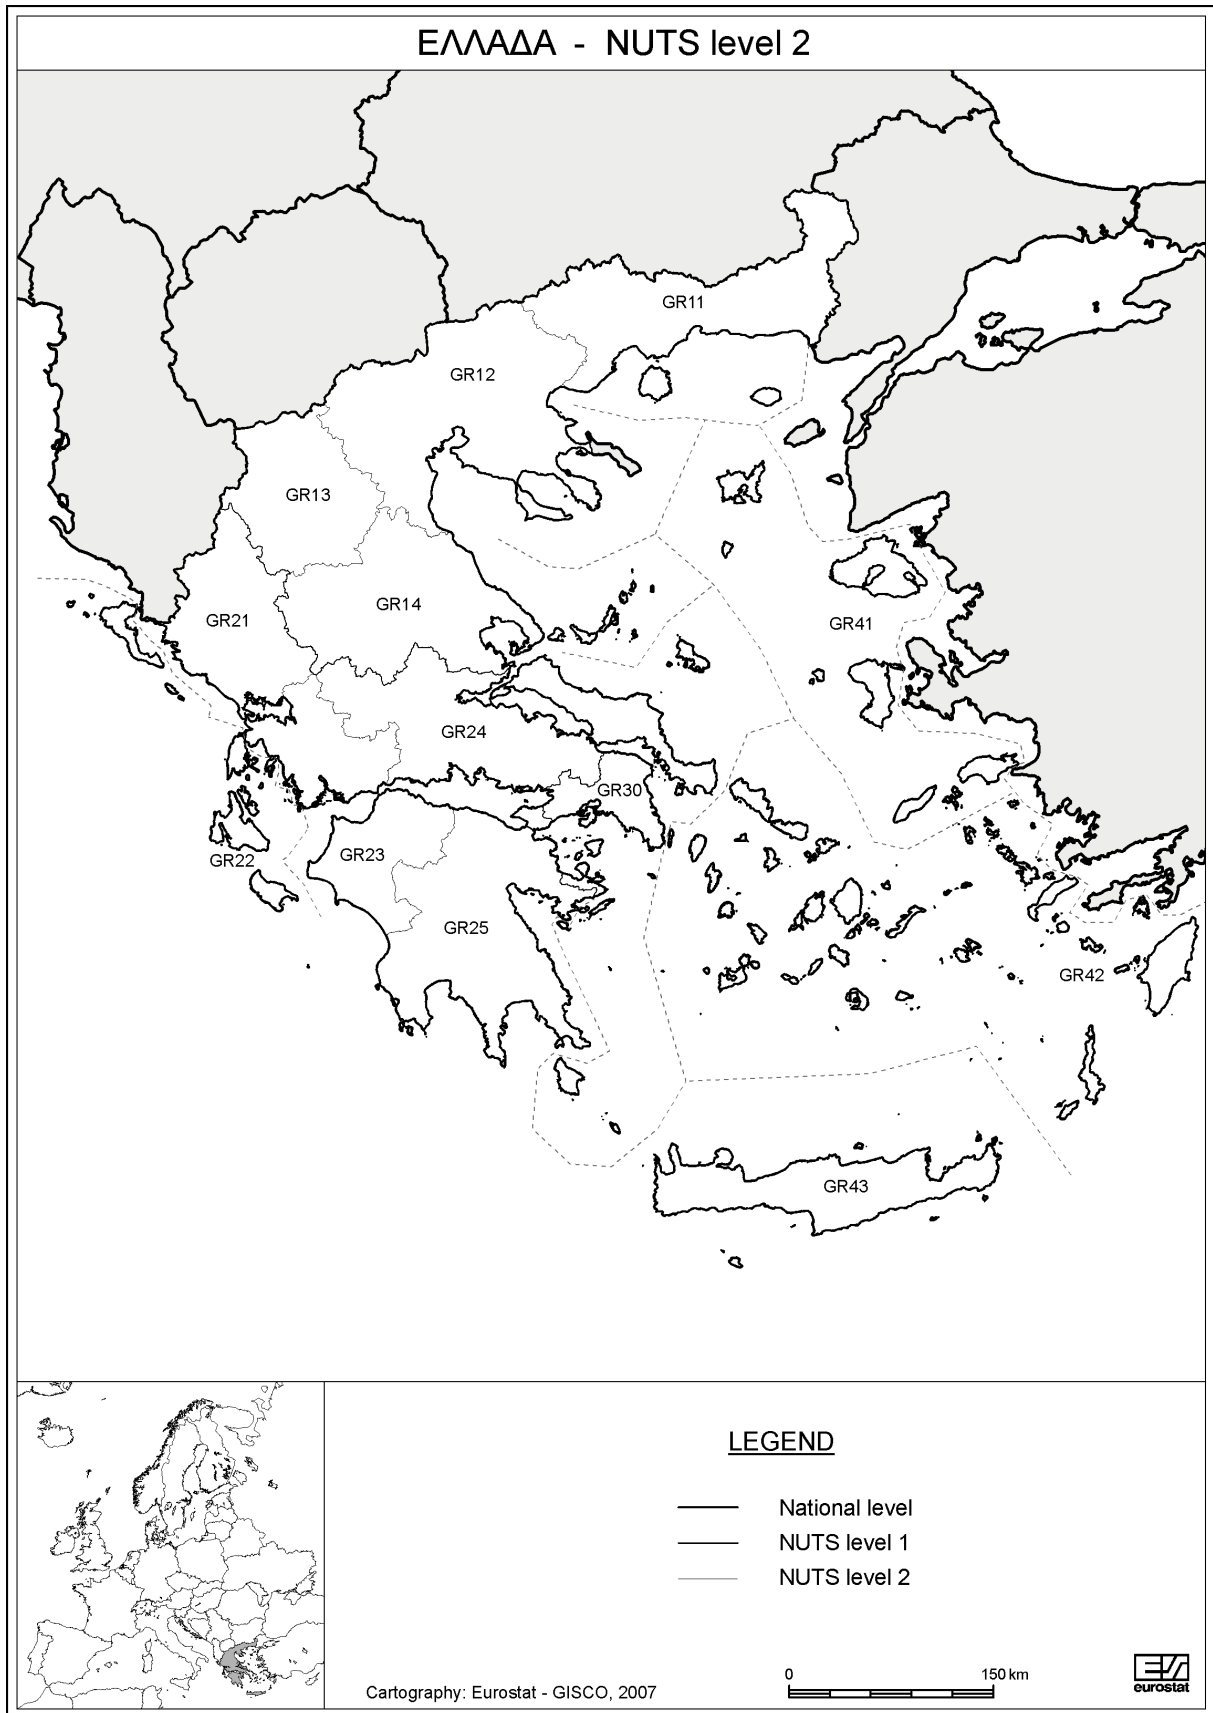 ΕΛΛΑΔΑ - NUTS level 2
GR11
GR12
GR13
GR14
GR21
GR41
GR24
GR30
GR23
GR22
GR25
GR42
GR43
LEGEND
National level
NUTS level 1
NUTS level 2
0 150 km
Cartography: Eurostat - GISCO, 2007
eurostat